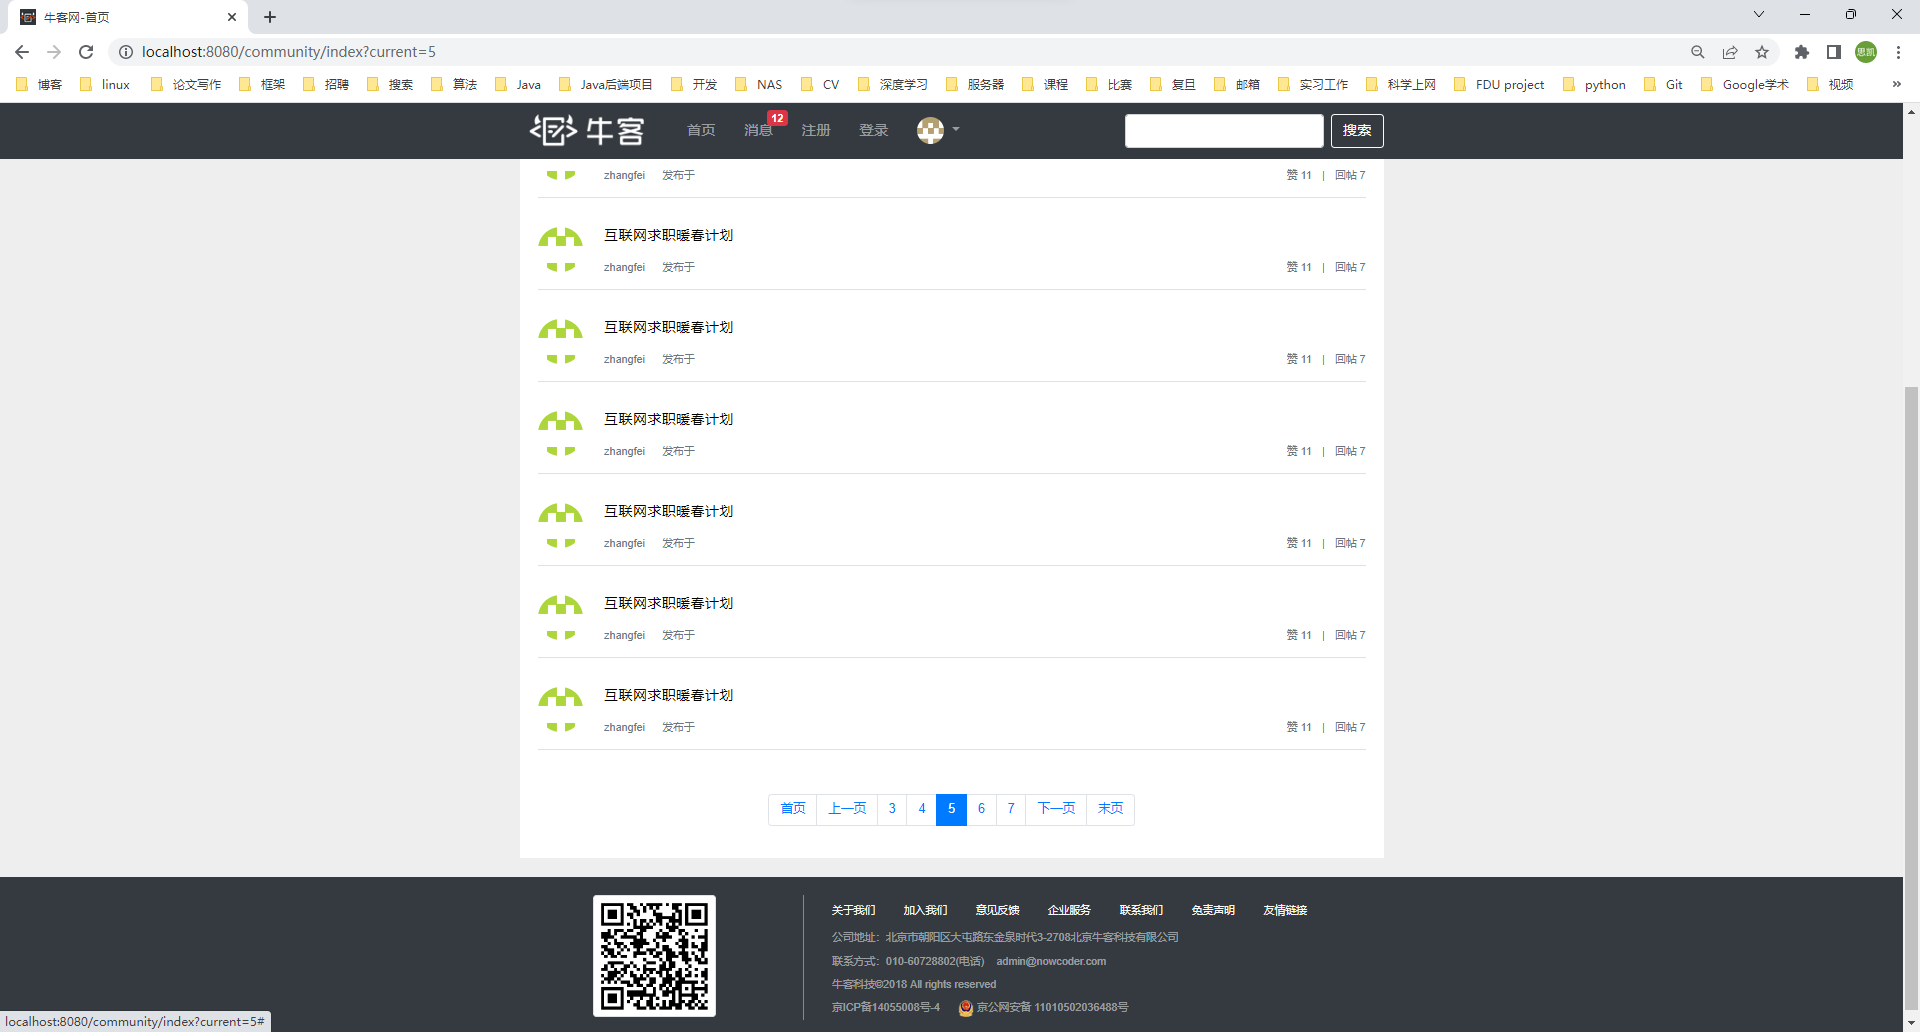 牛客网-首页
localhost:8080/community/index?current=5
思凯
博客 linux 论文写作 框架 招聘 搜索 算法 Java Java后端项目 开发 NAS CV 深度学习 服务器 课程 比赛 复旦 邮箱 实习工作 科学上网 FDU project python Git Google学术 视频 »
牛客 首页 消息 12 注册 登录 搜索
zhangfei 发布于 赞 11 | 回帖 7
互联网求职暖春计划
zhangfei 发布于 赞 11 | 回帖 7
互联网求职暖春计划
zhangfei 发布于 赞 11 | 回帖 7
互联网求职暖春计划
zhangfei 发布于 赞 11 | 回帖 7
互联网求职暖春计划
zhangfei 发布于 赞 11 | 回帖 7
互联网求职暖春计划
zhangfei 发布于 赞 11 | 回帖 7
互联网求职暖春计划
zhangfei 发布于 赞 11 | 回帖 7
首页 上一页 3 4 5 6 7 下一页 末页
关于我们 加入我们 意见反馈 企业服务 联系我们 免责声明 友情链接
公司地址：北京市朝阳区大屯路东金泉时代3-2708北京牛客科技有限公司
联系方式：010-60728802(电话) admin@nowcoder.com
牛客科技©2018 All rights reserved
京ICP备14055008号-4 京公网安备 11010502036488号
localhost:8080/community/index?current=5#